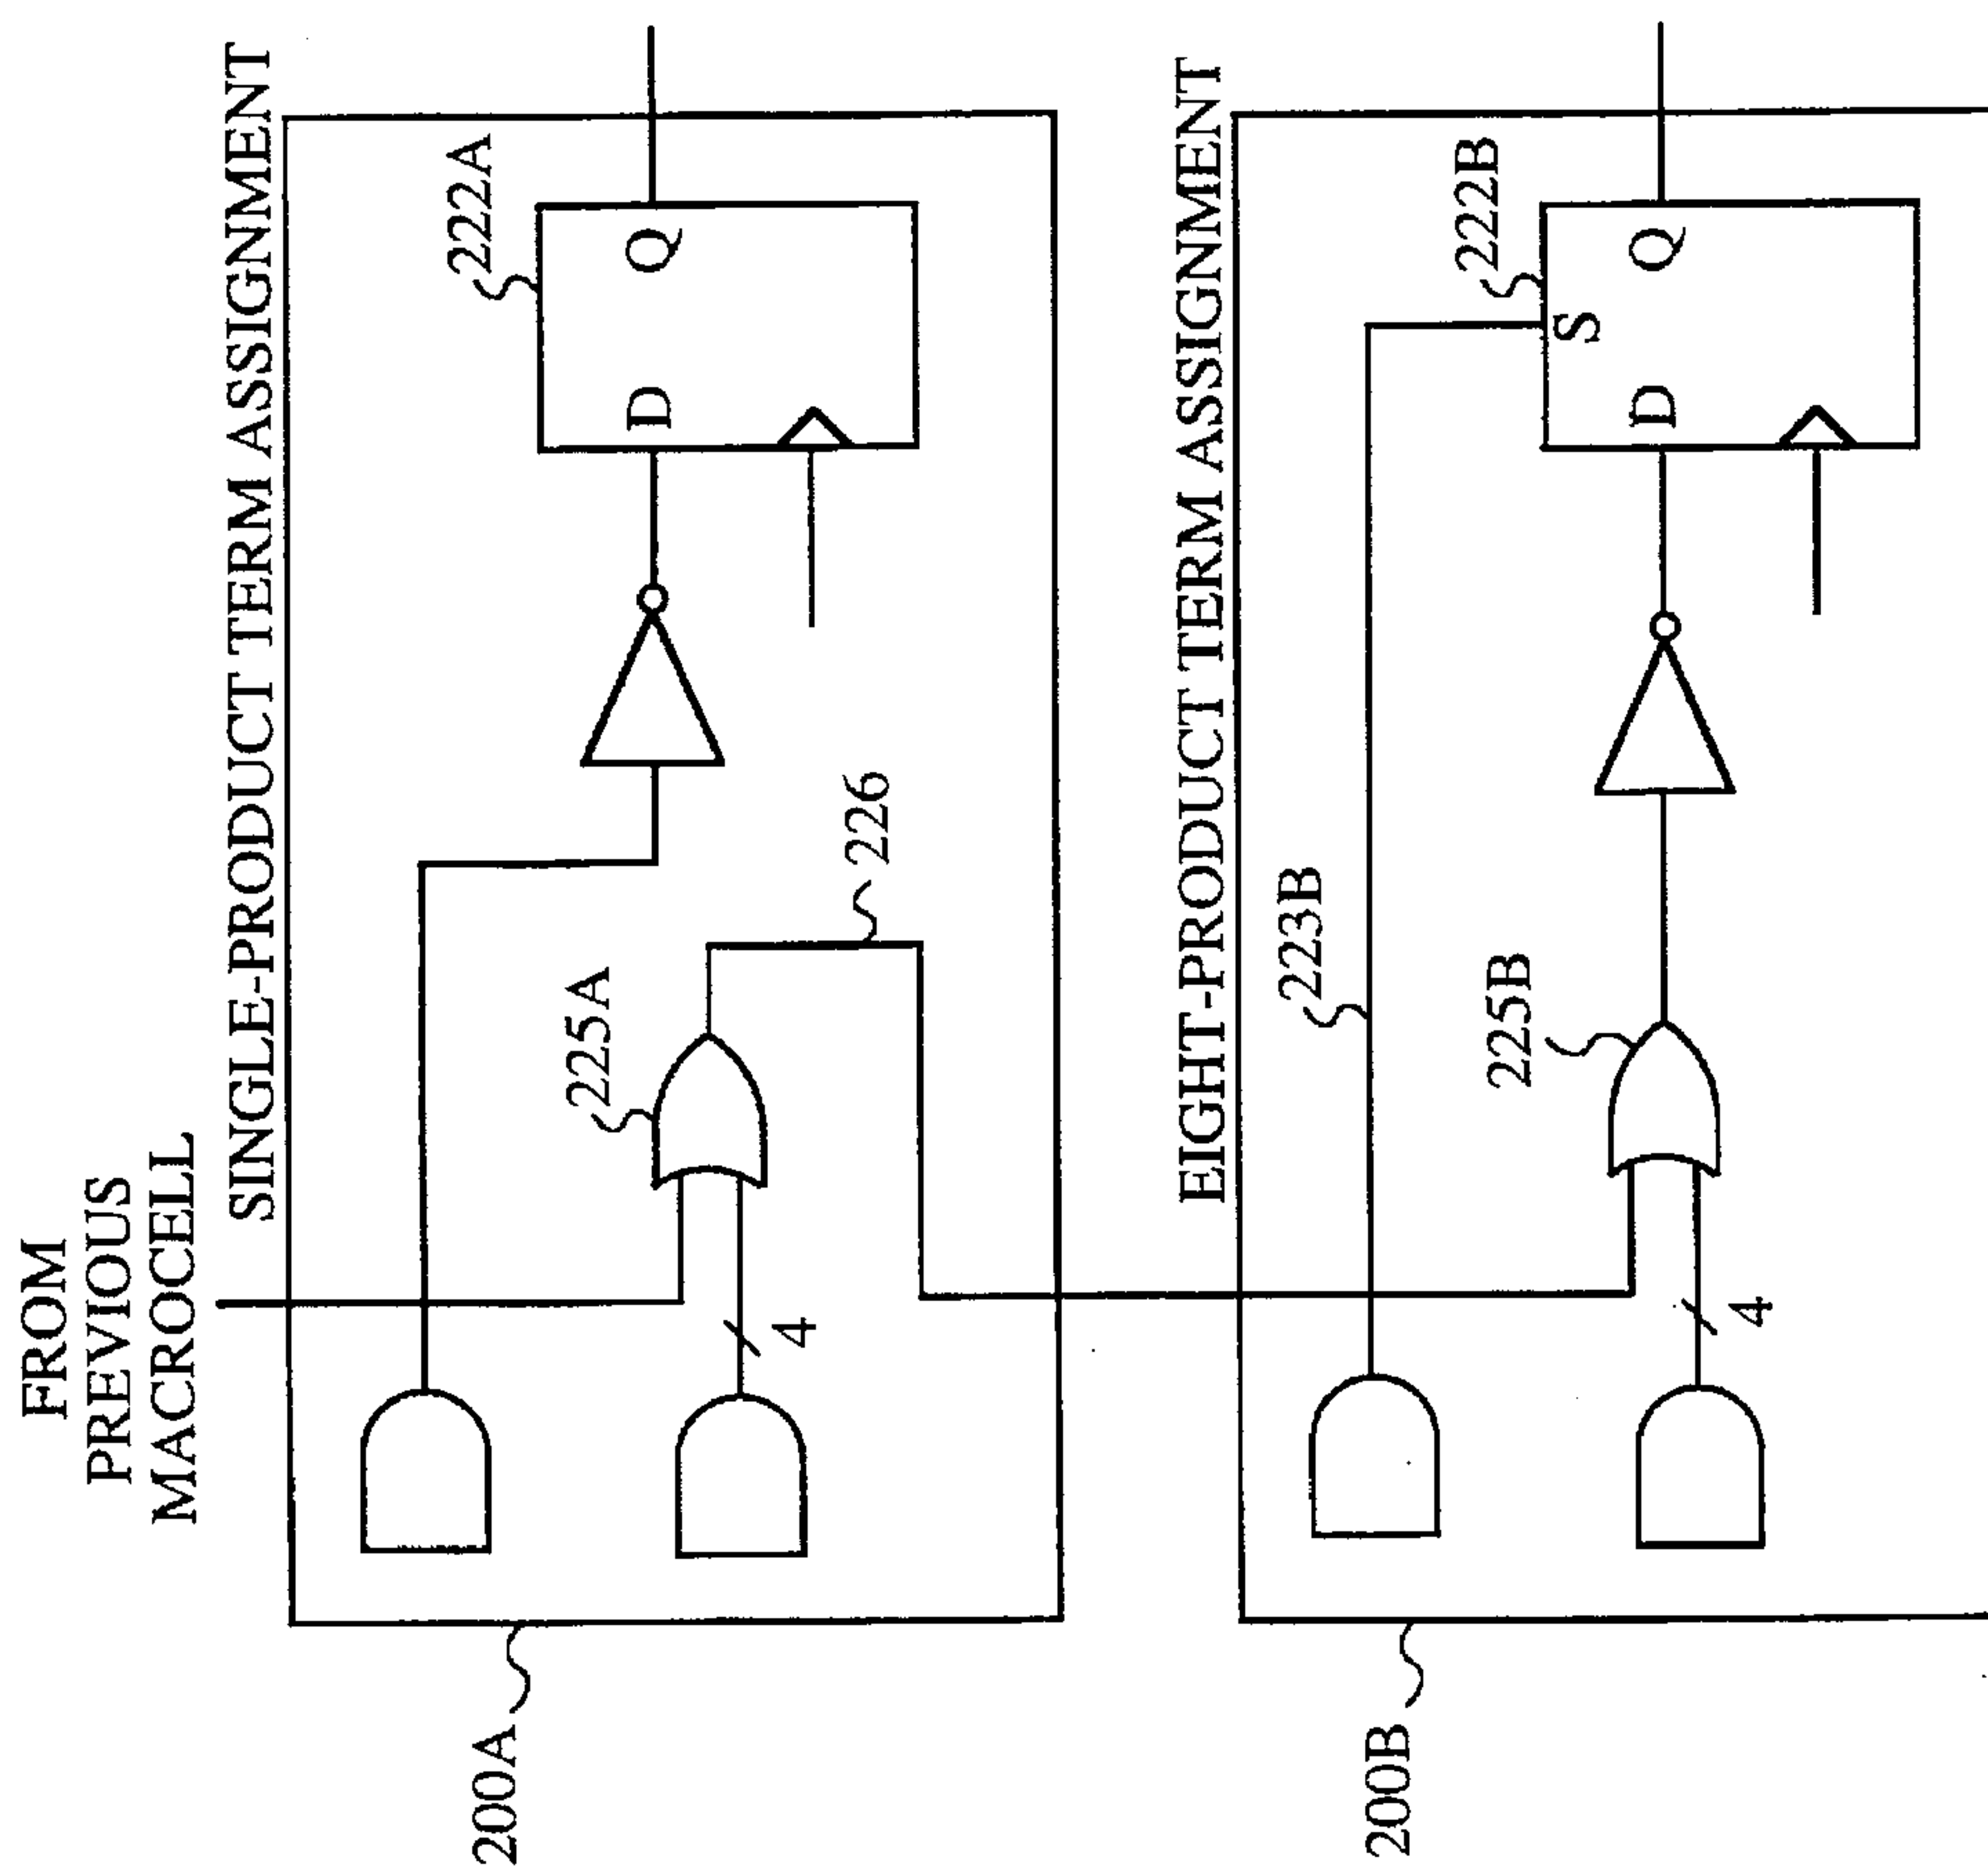 FROM
PREVIOUS
MACROCELL
SINGLE-PRODUCT TERM ASSIGNMENT
200A
222A
225A
226
4
D
Q
EIGHT-PRODUCT TERM ASSIGNMENT
200B
223B
222B
225B
4
S
D
Q